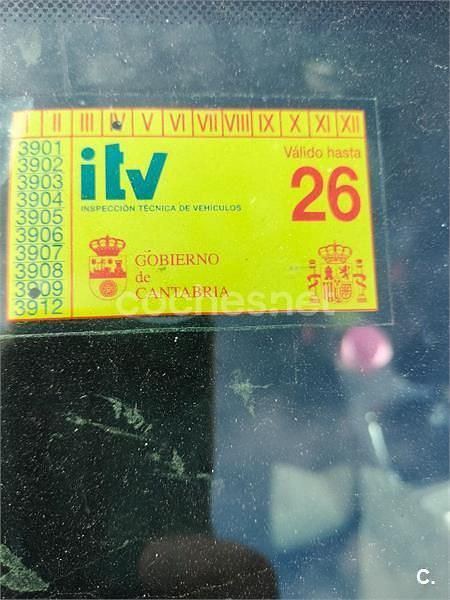 I II III IV V VI VII VIII IX X XI XII
3901
3902
3903
3904
3905
3906
3907
3908
3909
3912
itv
INSPECCIÓN TÉCNICA DE VEHÍCULOS
Válido hasta
26
GOBIERNO
de
CANTABRIA
coches.net
C.